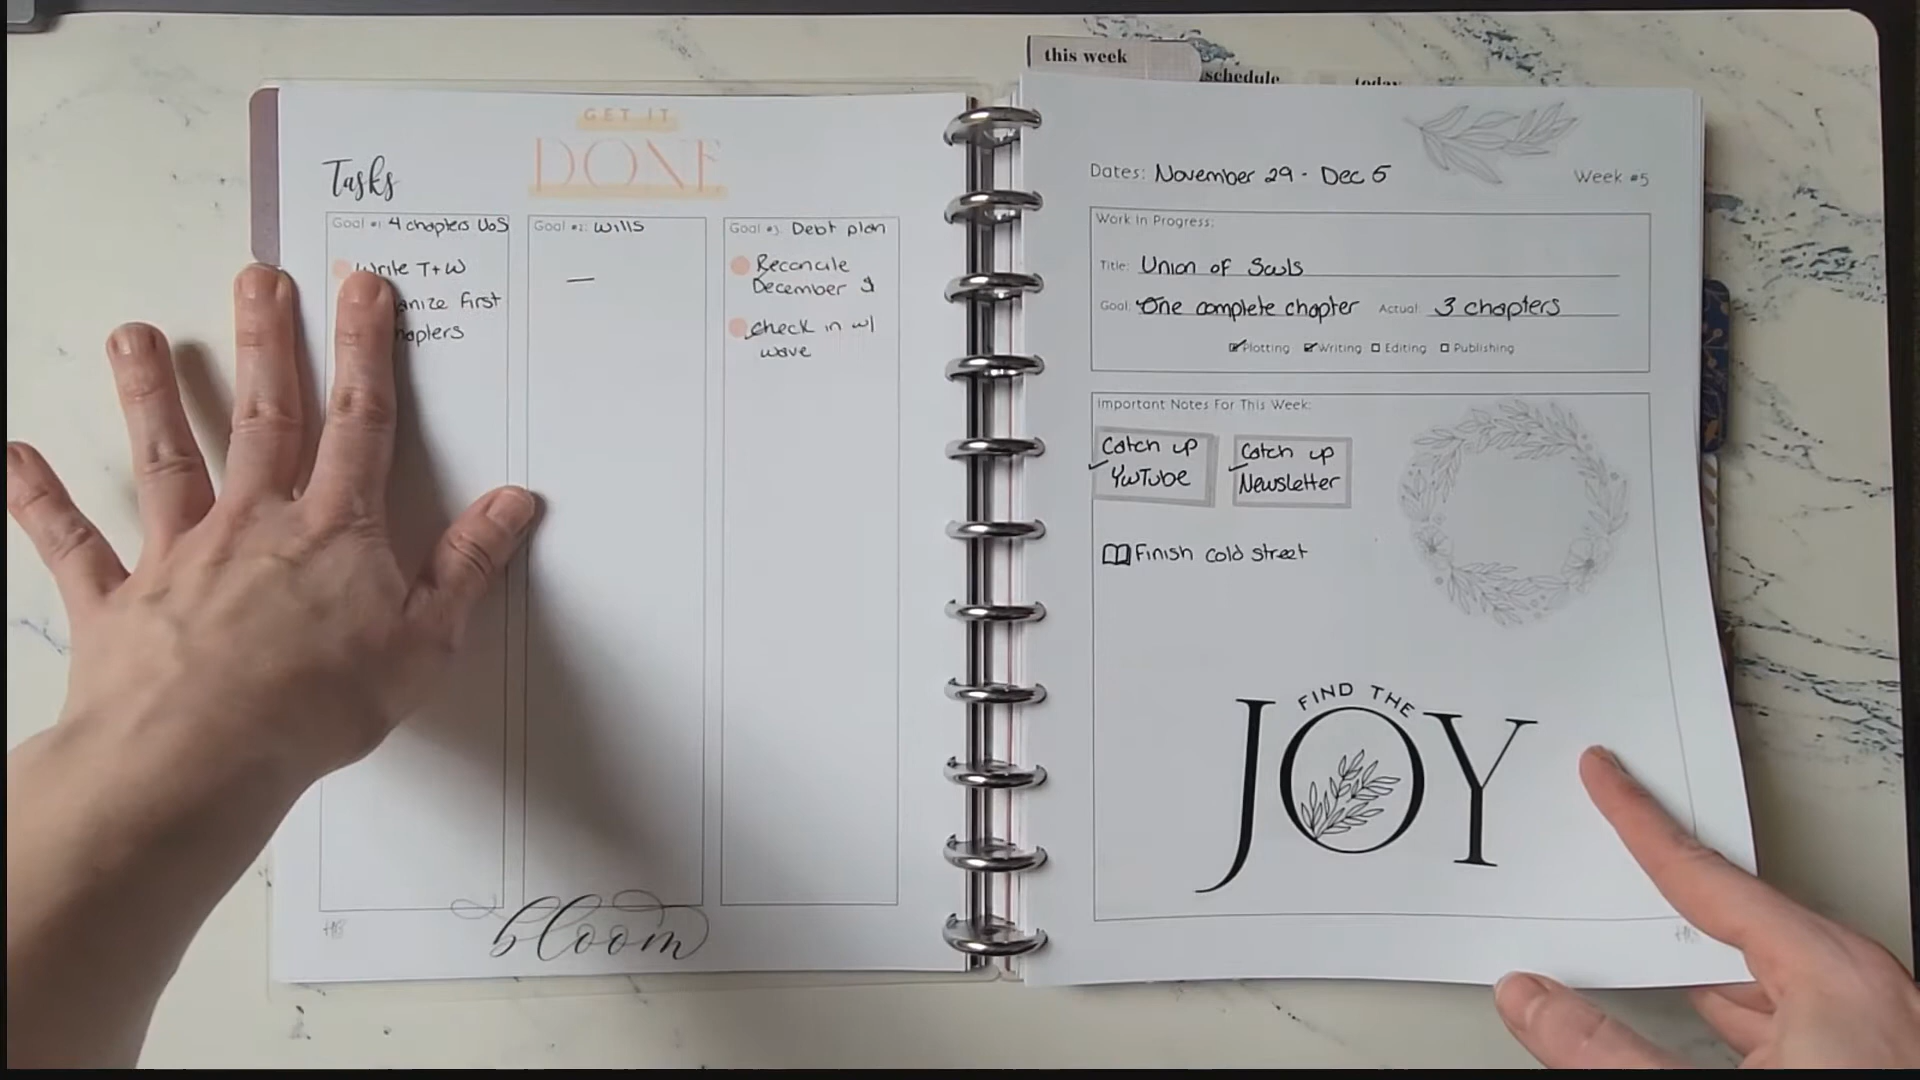 this week
schedule
today
GET IT
DONE
Tasks
Goal #1: 4 chapters UoS
Write T+W
anize first
hapters
Goal #2: Wills
—
Goal #3: Debt plan
Reconcile
December $
check in w/
wave
bloom
Dates: November 29 - Dec 5
Week #5
Work In Progress:
Title: Union of Souls
Goal: One complete chapter Actual: 3 chapters
Plotting Writing Editing Publishing
Important Notes For This Week:
Catch up
YouTube
Catch up
Newsletter
Finish cold street
FIND THE
JOY